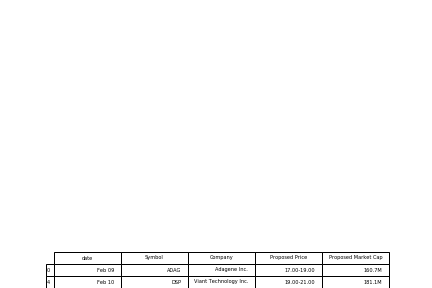 date Symbol Company Proposed Price Proposed Market Cap
0 Feb 09 ADAG Adagene Inc. 17.00-19.00 160.7M
4 Feb 10 DSP Viant Technology Inc. 19.00-21.00 181.1M